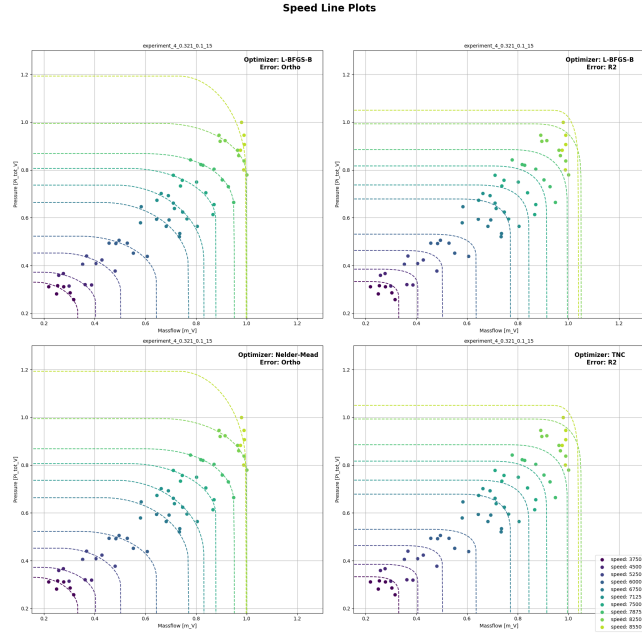 Speed Line Plots
experiment_4_0.321_0.1_15
experiment_4_0.321_0.1_15
Optimizer: L-BFGS-B
Error: Ortho
Optimizer: L-BFGS-B
Error: R2
1.2
1.0
0.8
0.6
0.4
0.2
Pressure [Pi_tot_V]
0.2 0.4 0.6 0.8 1.0 1.2
Massflow [m_V]
1.2
1.0
0.8
0.6
0.4
0.2
Pressure [Pi_tot_V]
0.2 0.4 0.6 0.8 1.0 1.2
Massflow [m_V]
experiment_4_0.321_0.1_15
experiment_4_0.321_0.1_15
Optimizer: Nelder-Mead
Error: Ortho
Optimizer: TNC
Error: R2
1.2
1.0
0.8
0.6
0.4
0.2
Pressure [Pi_tot_V]
0.2 0.4 0.6 0.8 1.0 1.2
Massflow [m_V]
1.2
1.0
0.8
0.6
0.4
0.2
Pressure [Pi_tot_V]
0.2 0.4 0.6 0.8 1.0
Massflow [m_V]
speed: 3750
speed: 4500
speed: 5250
speed: 6000
speed: 6750
speed: 7125
speed: 7500
speed: 7875
speed: 8250
speed: 8550